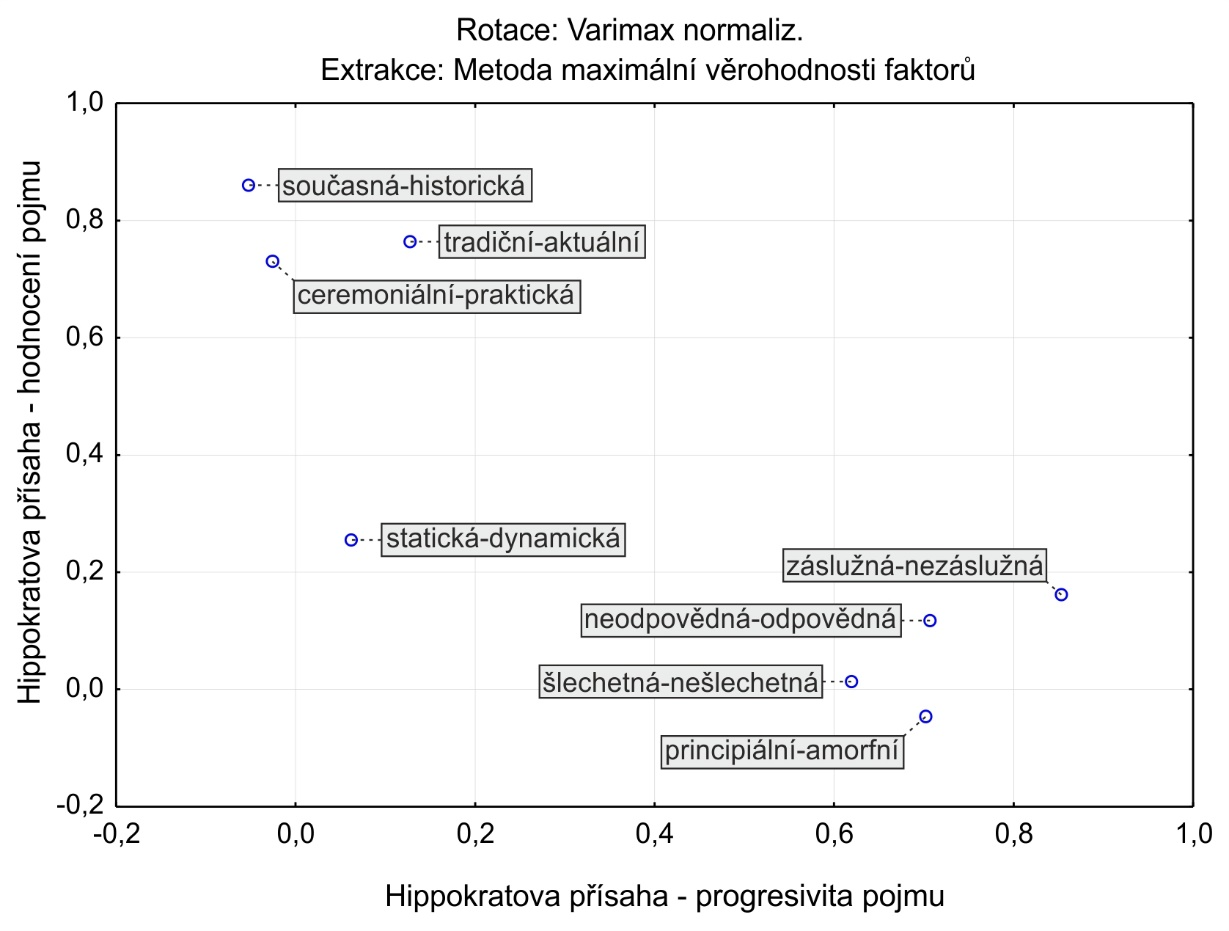 Rotace: Varimax normaliz.
Extrakce: Metoda maximální věrohodnosti faktorů
1,0
0,8
0,6
0,4
0,2
0,0
-0,2
Hippokratova přísaha - hodnocení pojmu
současná-historická
tradiční-aktuální
ceremoniální-praktická
statická-dynamická
záslužná-nezáslužná
neodpovědná-odpovědná
šlechetná-nešlechetná
principiální-amorfní
-0,2 0,0 0,2 0,4 0,6 0,8 1,0
Hippokratova přísaha - progresivita pojmu